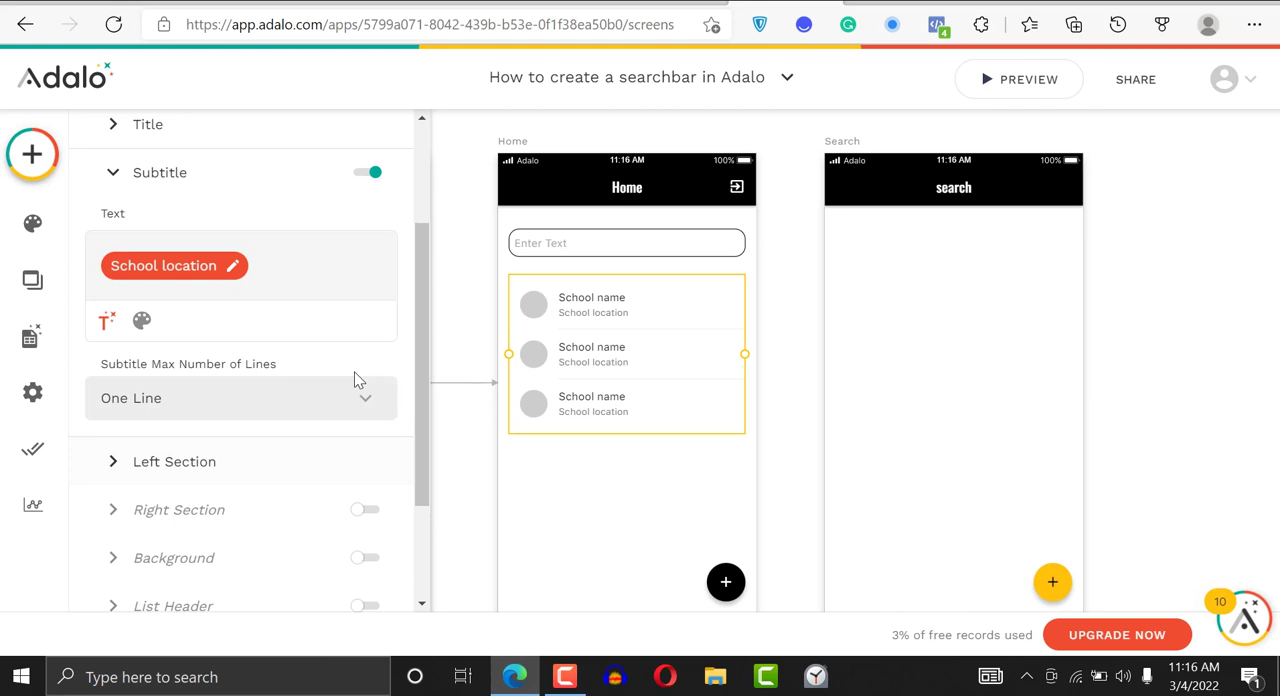 https://app.adalo.com/apps/5799a071-8042-439b-b53e-0f1f38ea50b0/screens
4
Adalo
How to create a searchbar in Adalo
PREVIEW
SHARE
Title
Subtitle
Text
School location
T
Subtitle Max Number of Lines
One Line
Left Section
Right Section
Background
List Header
Home
Adalo 11:16 AM 100%
Home
Enter Text
School name
School location
School name
School location
School name
School location
+
Search
Adalo 11:16 AM 100%
search
+
10
3% of free records used
UPGRADE NOW
Type here to search
11:16 AM
3/4/2022
1